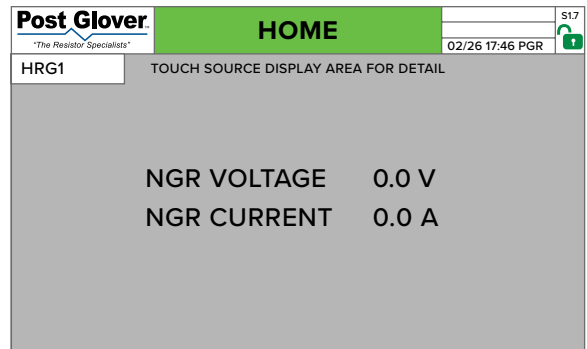 Post Glover.
"The Resistor Specialists"
HOME
02/26 17:46 PGR
S1.7
HRG1
TOUCH SOURCE DISPLAY AREA FOR DETAIL
NGR VOLTAGE 0.0 V
NGR CURRENT 0.0 A